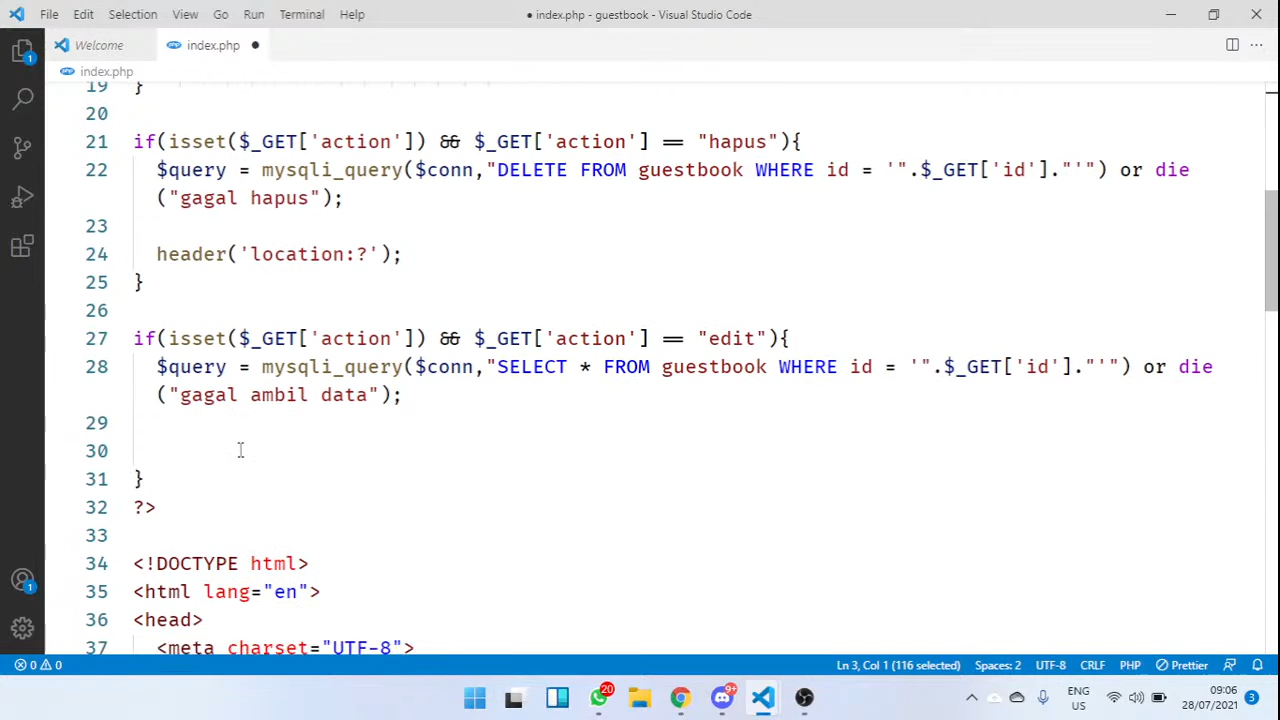 File Edit Selection View Go Run Terminal Help
● index.php - guestbook - Visual Studio Code
Welcome
index.php ●
index.php
19 }
20
21 if(isset($_GET['action']) && $_GET['action'] == "hapus"){
22 $query = mysqli_query($conn,"DELETE FROM guestbook WHERE id = '".$_GET['id']."'") or die
("gagal hapus");
23
24 header('location:?');
25 }
26
27 if(isset($_GET['action']) && $_GET['action'] == "edit"){
28 $query = mysqli_query($conn,"SELECT * FROM guestbook WHERE id = '".$_GET['id']."'") or die
("gagal ambil data");
29
30
31 }
32 ?>
33
34 <!DOCTYPE html>
35 <html lang="en">
36 <head>
37 <meta charset="UTF-8">
1
1
0 0
Ln 3, Col 1 (116 selected) Spaces: 2 UTF-8 CRLF PHP Prettier
20
9+
ENG
US
09:06
28/07/2021
3